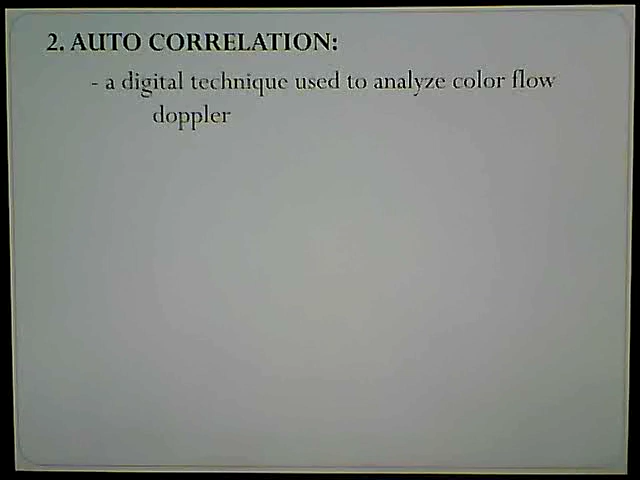 2. AUTO CORRELATION:
- a digital technique used to analyze color flow
doppler